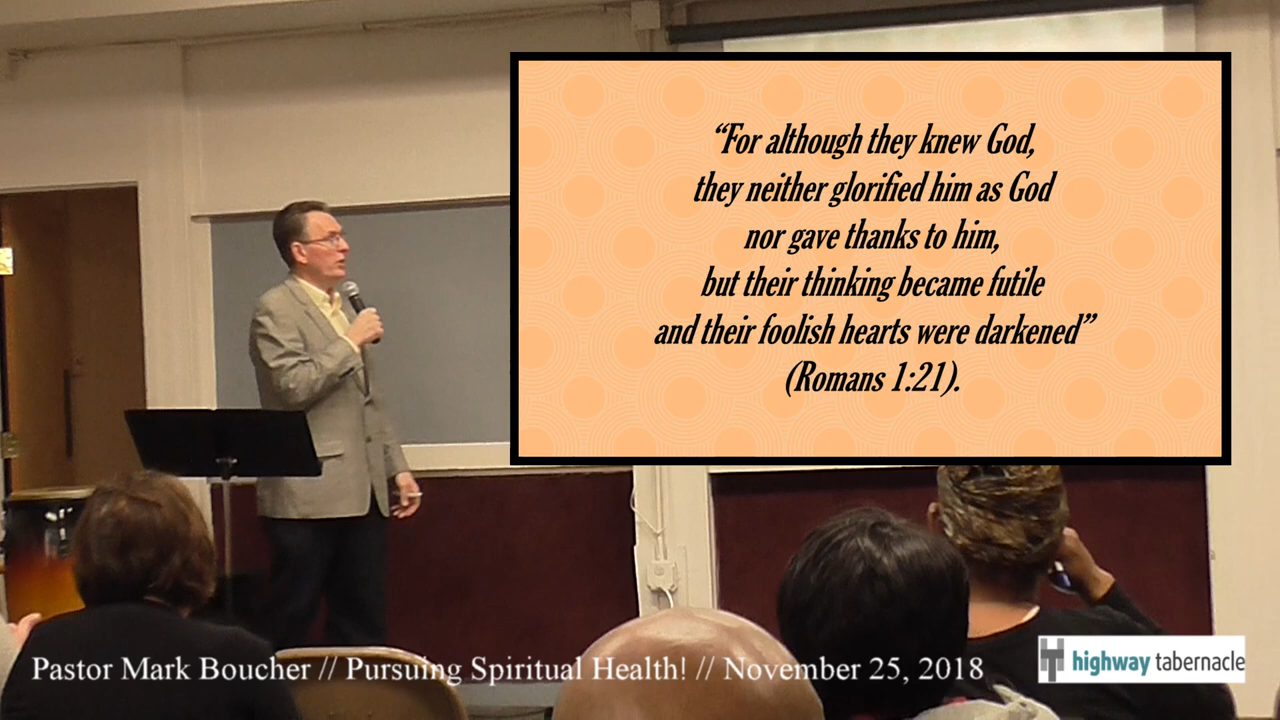 “For although they knew God,
they neither glorified him as God
nor gave thanks to him,
but their thinking became futile
and their foolish hearts were darkened”
(Romans 1:21).
Pastor Mark Boucher // Pursuing Spiritual Health! // November 25, 2018
highway tabernacle